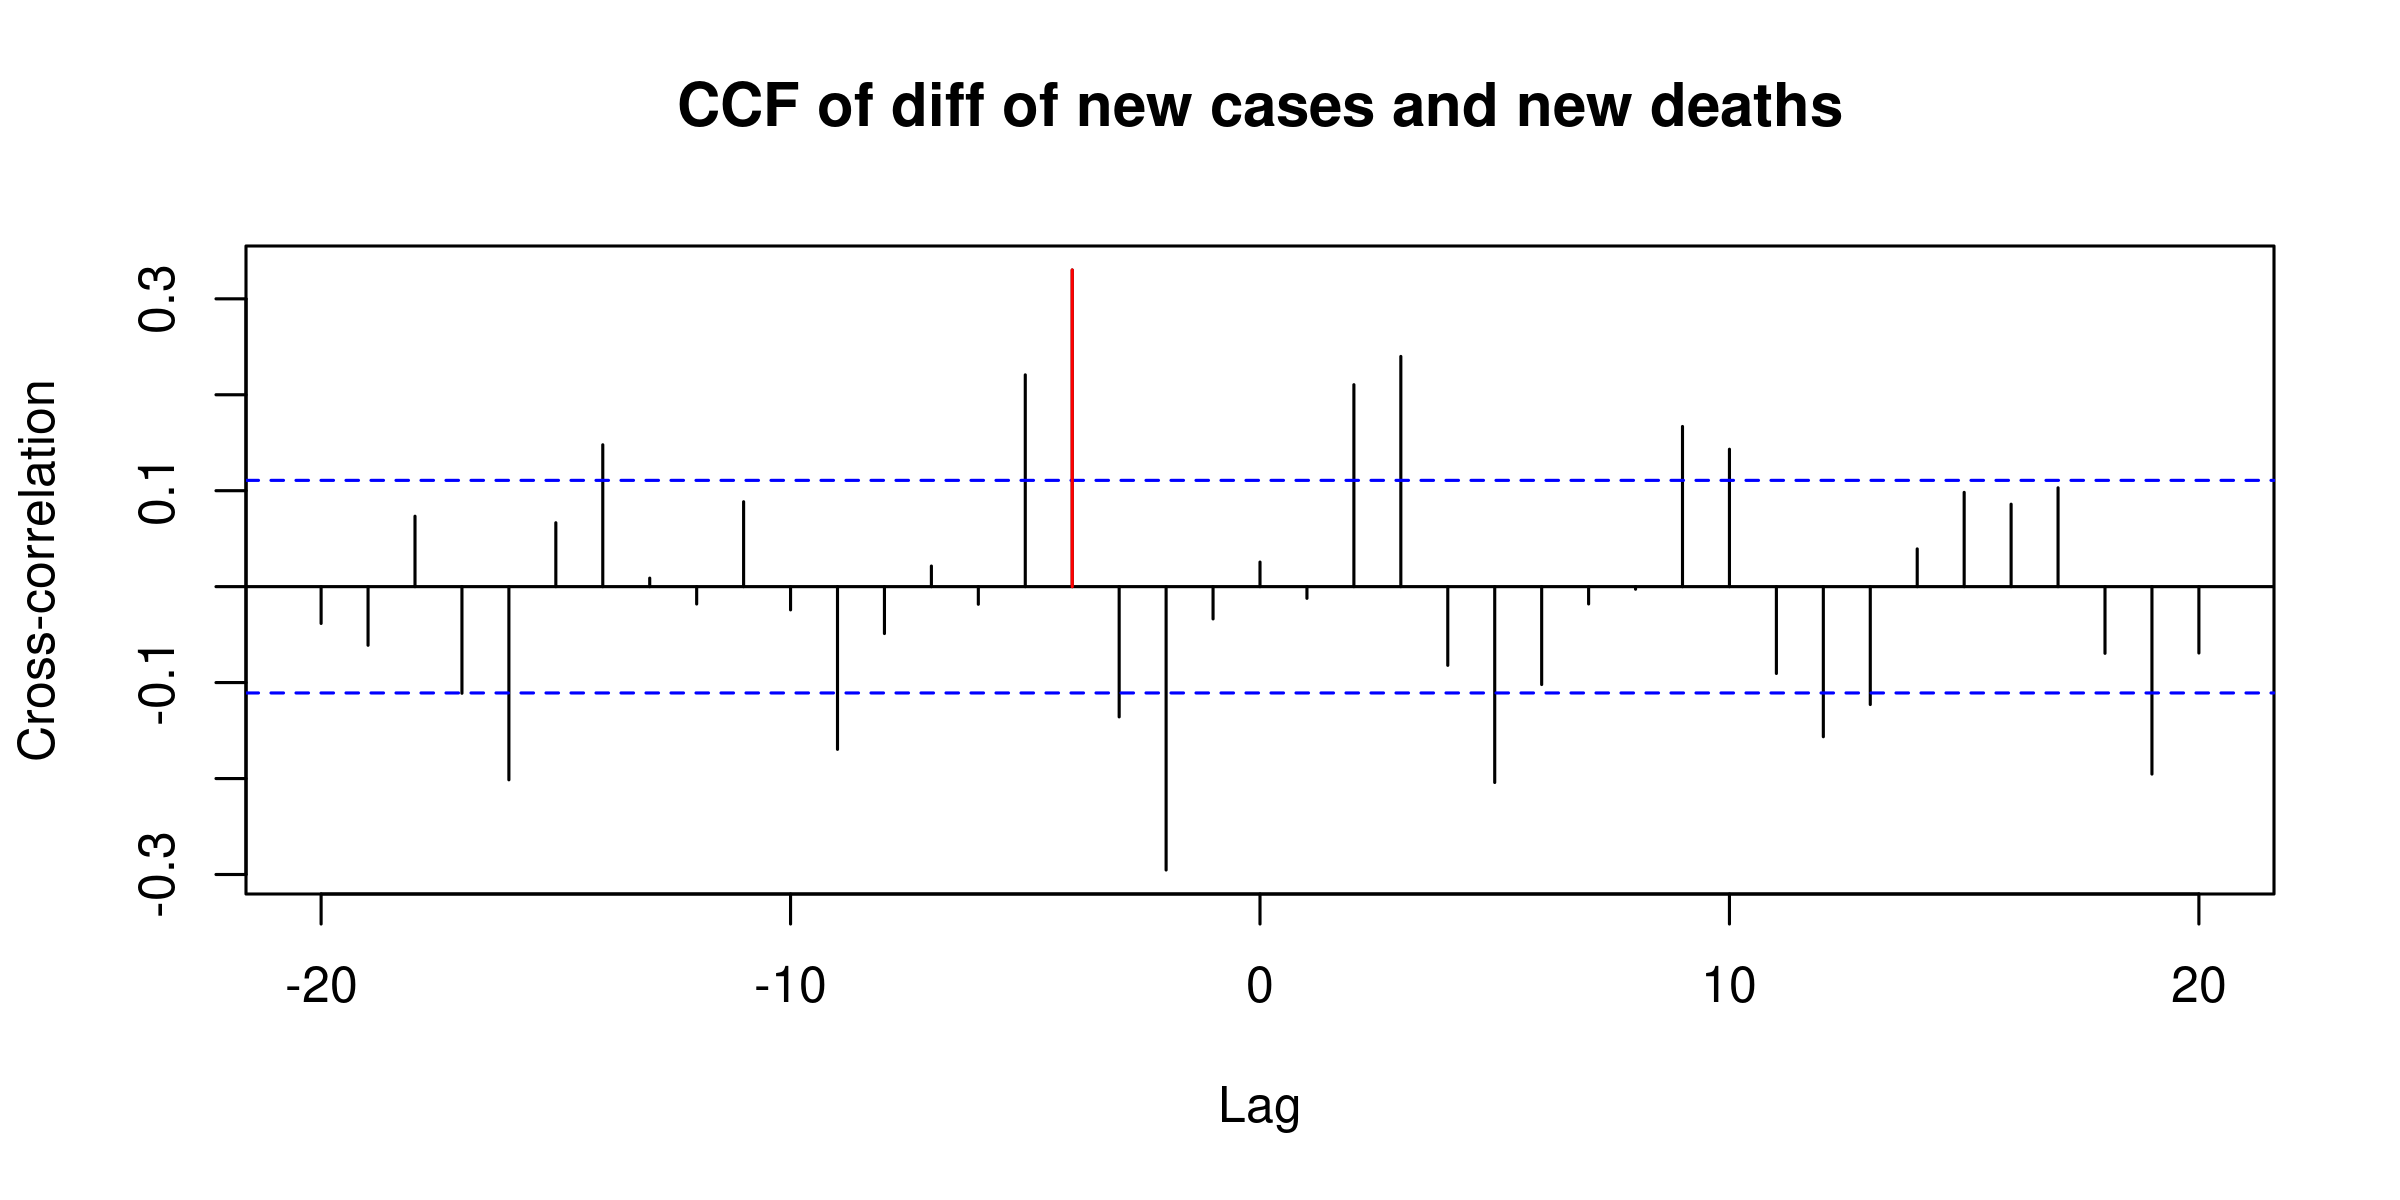 CCF of diff of new cases and new deaths
Cross-correlation
0.3
0.1
-0.1
-0.3
-20 -10 0 10 20
Lag